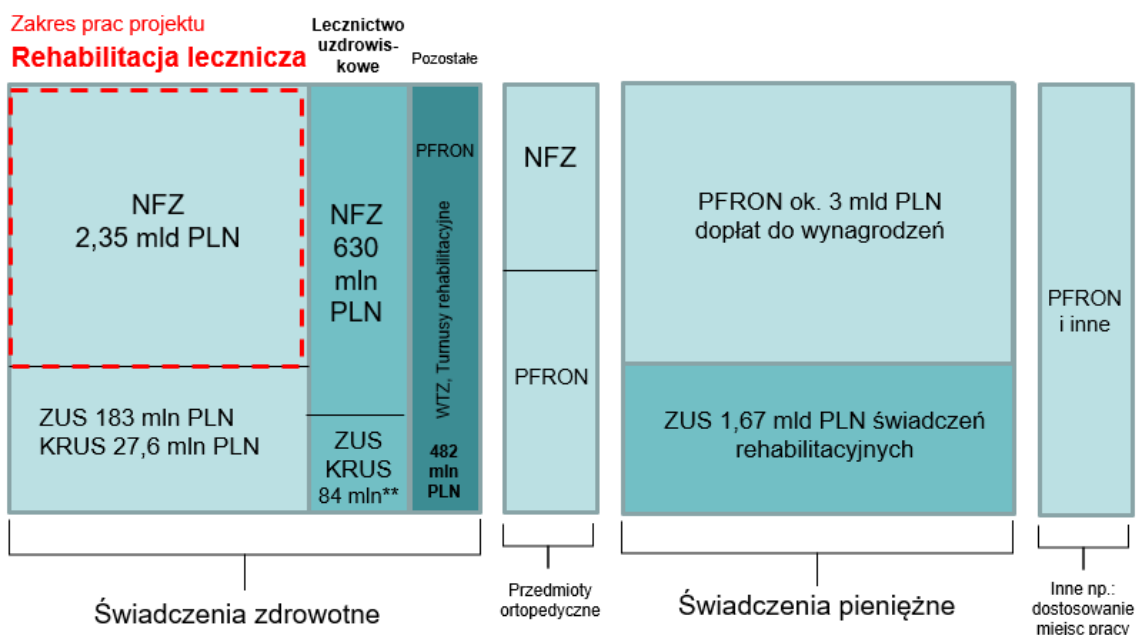 Zakres prac projektu
Rehabilitacja lecznicza
Lecznictwo
uzdrowis-
kowe
Pozostałe
NFZ
2,35 mld PLN
ZUS 183 mln PLN
KRUS 27,6 mln PLN
NFZ
630
mln
PLN
ZUS
KRUS
84 mln**
PFRON
WTZ, Turnusy rehabilitacyjne
482
mln
PLN
NFZ
PFRON
PFRON ok. 3 mld PLN
dopłat do wynagrodzeń
ZUS 1,67 mld PLN świadczeń
rehabilitacyjnych
PFRON
i inne
Świadczenia zdrowotne
Przedmioty
ortopedyczne
Świadczenia pieniężne
Inne np.:
dostosowanie
miejsc pracy